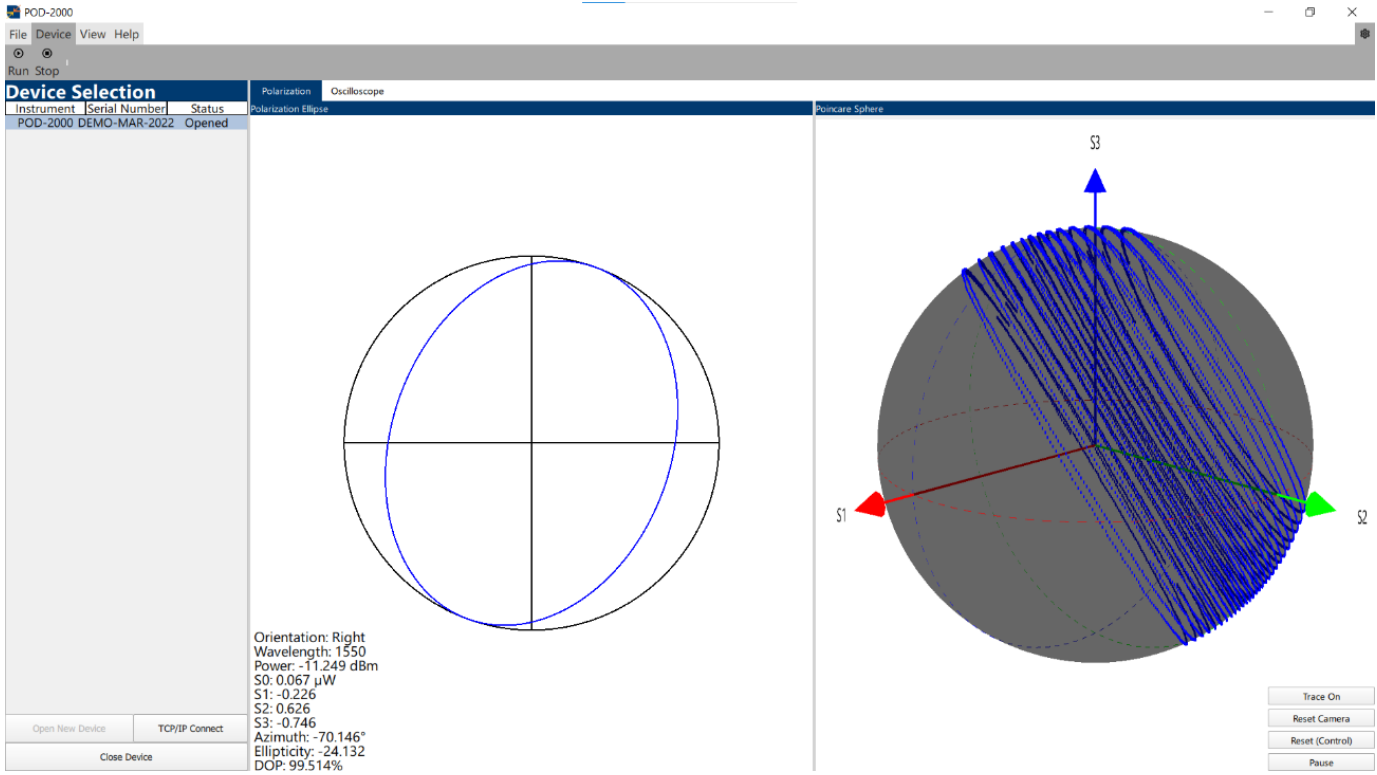 POD-2000
File Device View Help
Run Stop
Device Selection
Instrument Serial Number Status
POD-2000 DEMO-MAR-2022 Opened
Polarization Oscilloscope
Polarization Ellipse
Orientation: Right
Wavelength: 1550
Power: -11.249 dBm
S0: 0.067 µW
S1: -0.226
S2: 0.626
S3: -0.746
Azimuth: -70.146°
Ellipticity: -24.132
DOP: 99.514%
Poincare Sphere
S3
S1
S2
Open New Device TCP/IP Connect
Close Device
Trace On
Reset Camera
Reset (Control)
Pause